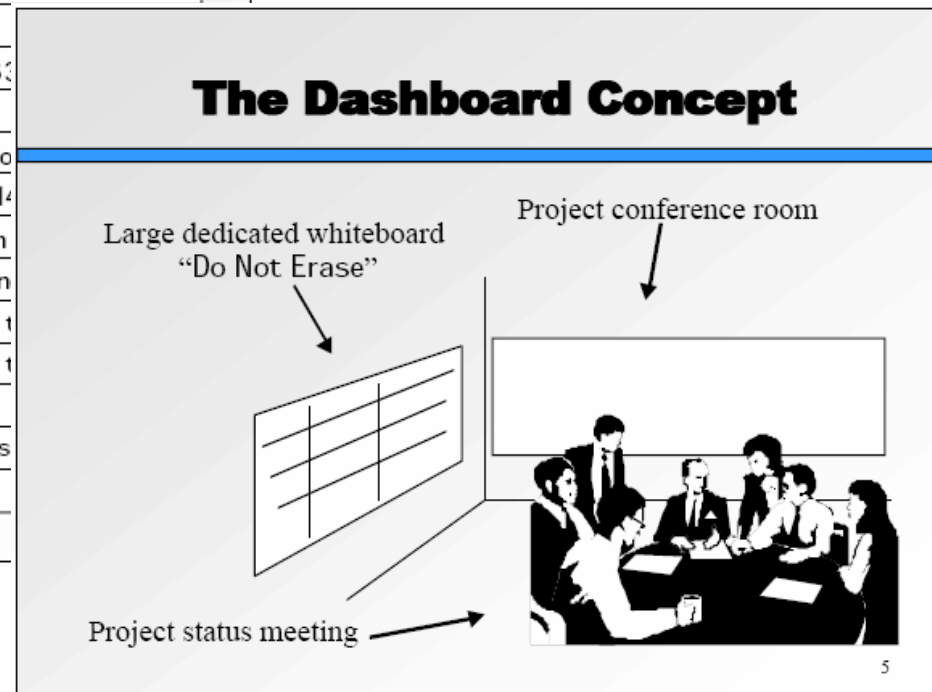 The Dashboard Concept
Large dedicated whiteboard
“Do Not Erase”
Project conference room
Project status meeting
5